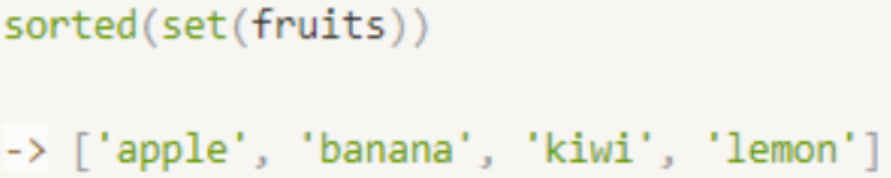 sorted(set(fruits))
-> ['apple', 'banana', 'kiwi', 'lemon']